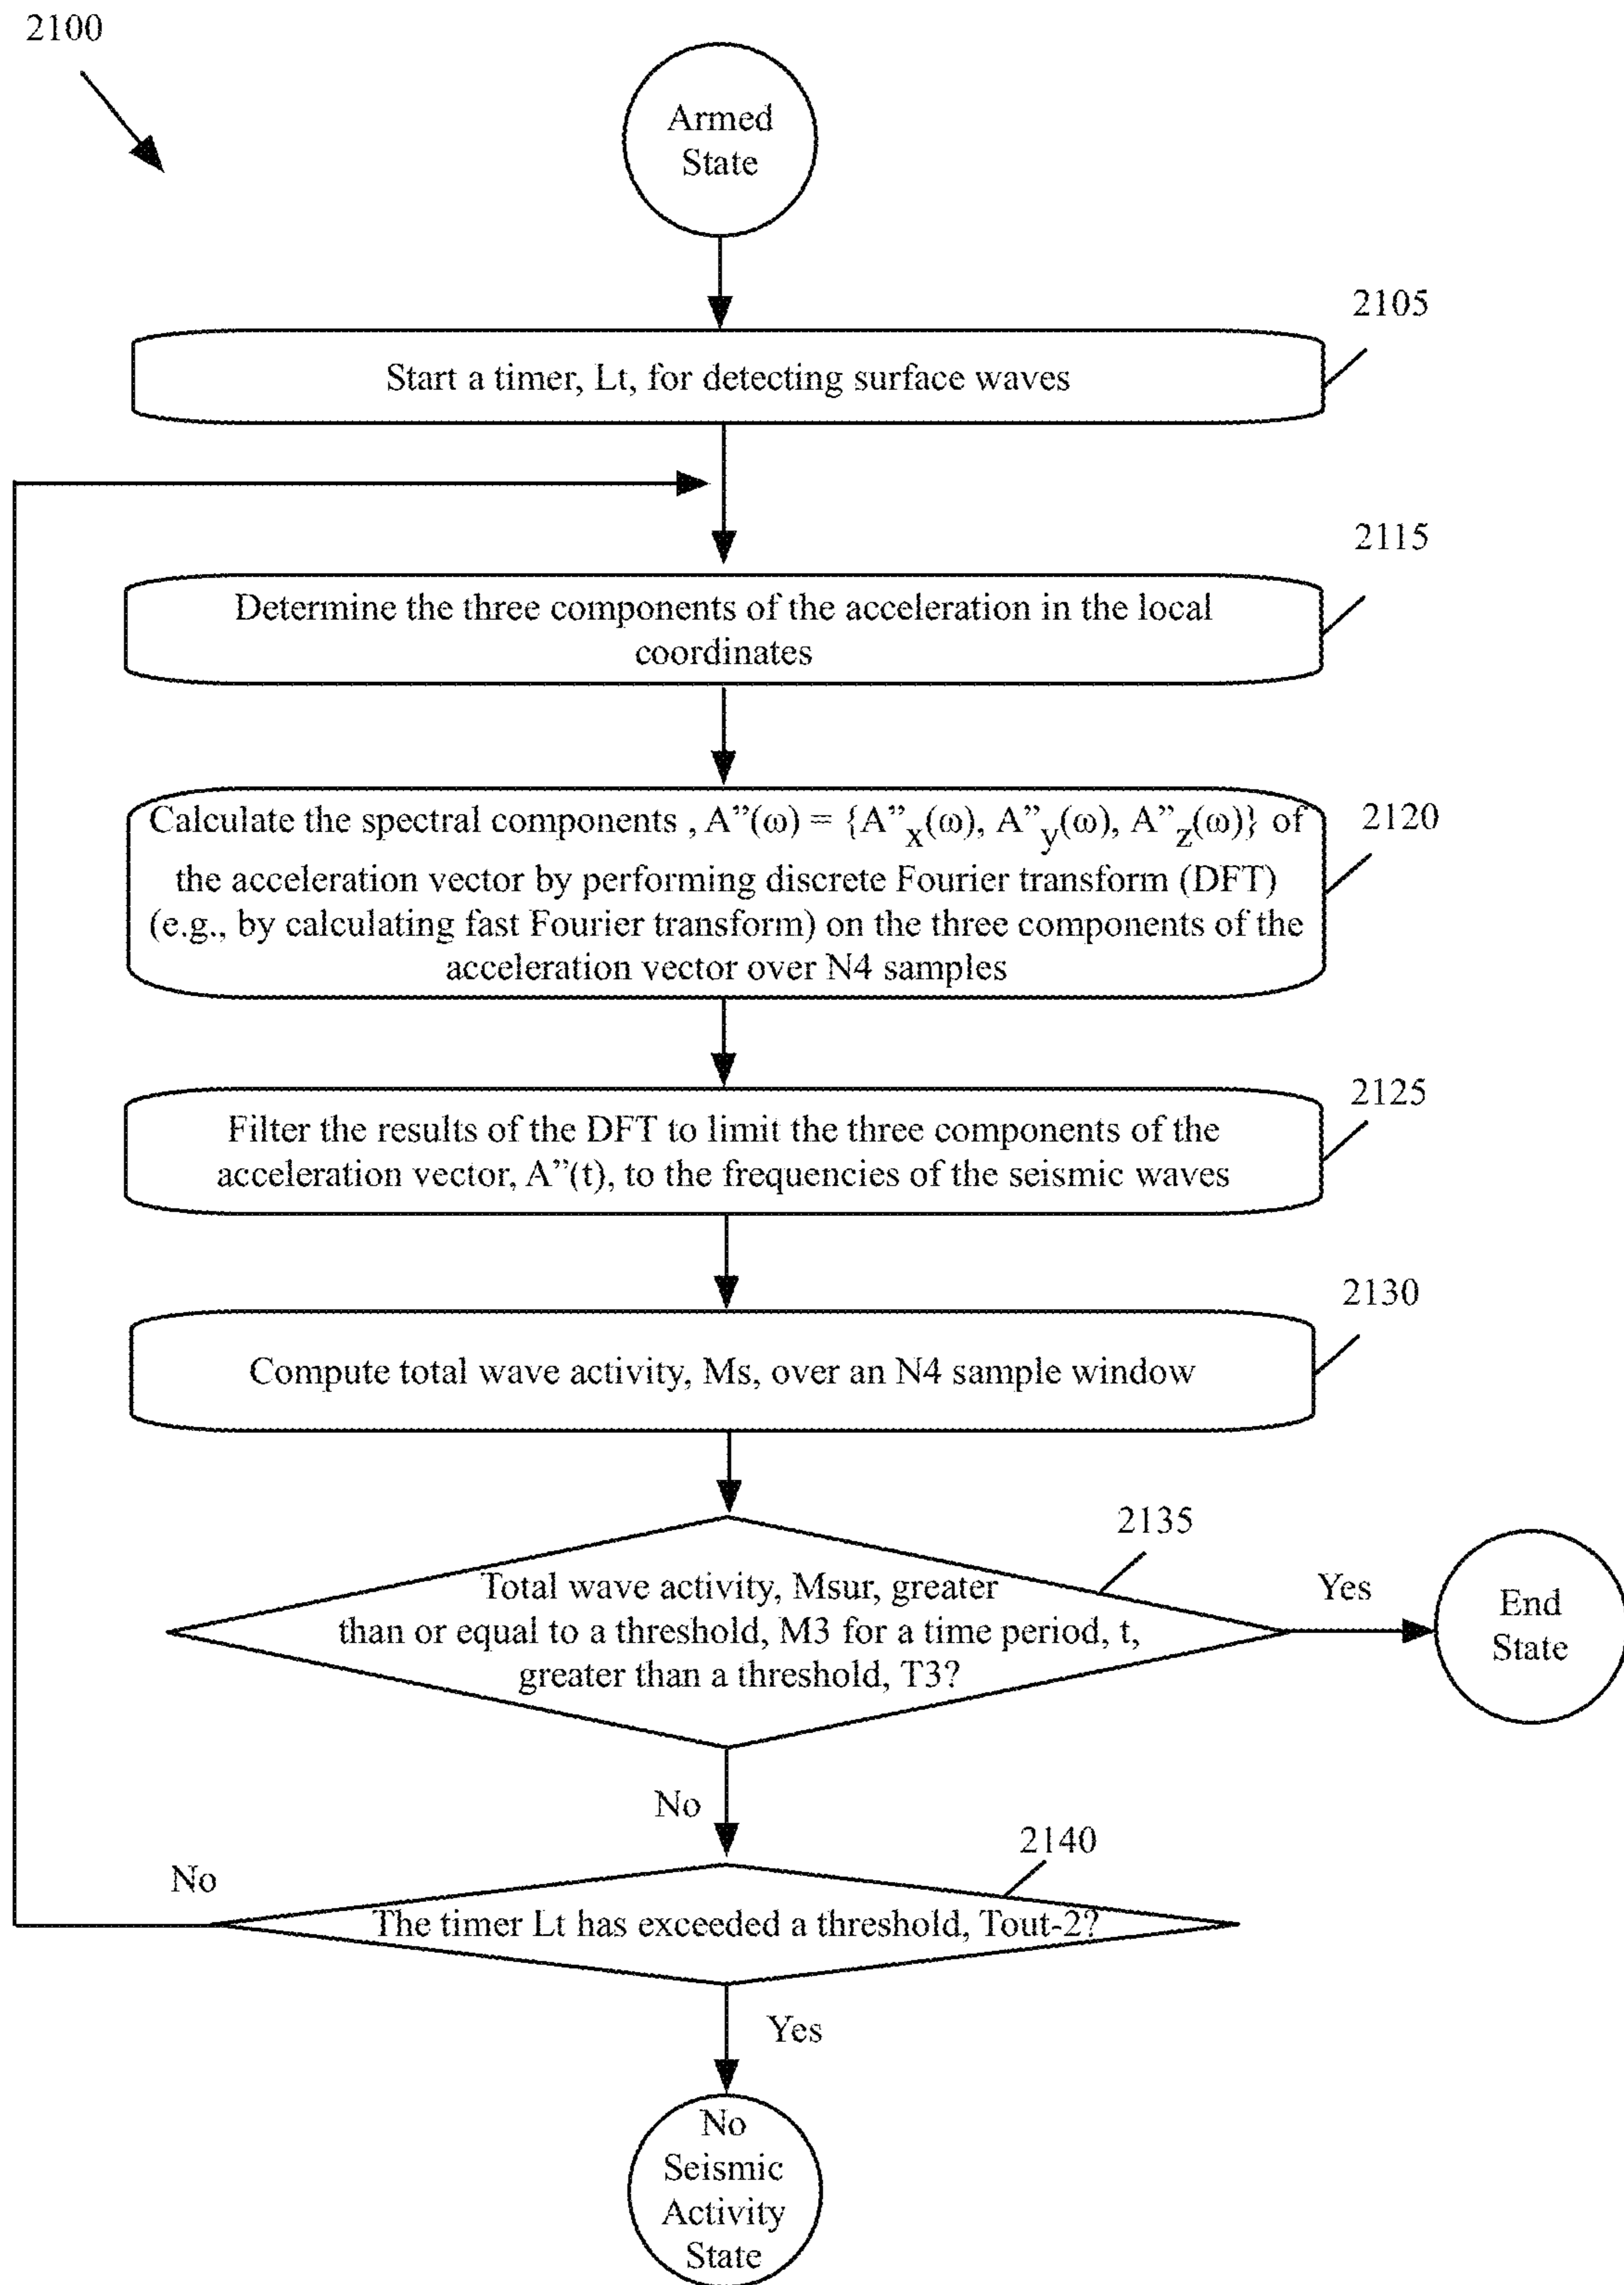 2100
Armed
State
2105
Start a timer, Lt, for detecting surface waves
2115
Determine the three components of the acceleration in the local
coordinates
2120
Calculate the spectral components , A”(ω) = {A”x(ω), A”y(ω), A”z(ω)} of
the acceleration vector by performing discrete Fourier transform (DFT)
(e.g., by calculating fast Fourier transform) on the three components of the
acceleration vector over N4 samples
2125
Filter the results of the DFT to limit the three components of the
acceleration vector, A”(t), to the frequencies of the seismic waves
2130
Compute total wave activity, Ms, over an N4 sample window
2135
Total wave activity, Msur, greater
than or equal to a threshold, M3 for a time period, t,
greater than a threshold, T3?
Yes
End
State
No
2140
No
The timer Lt has exceeded a threshold, Tout-2?
Yes
No
Seismic
Activity
State